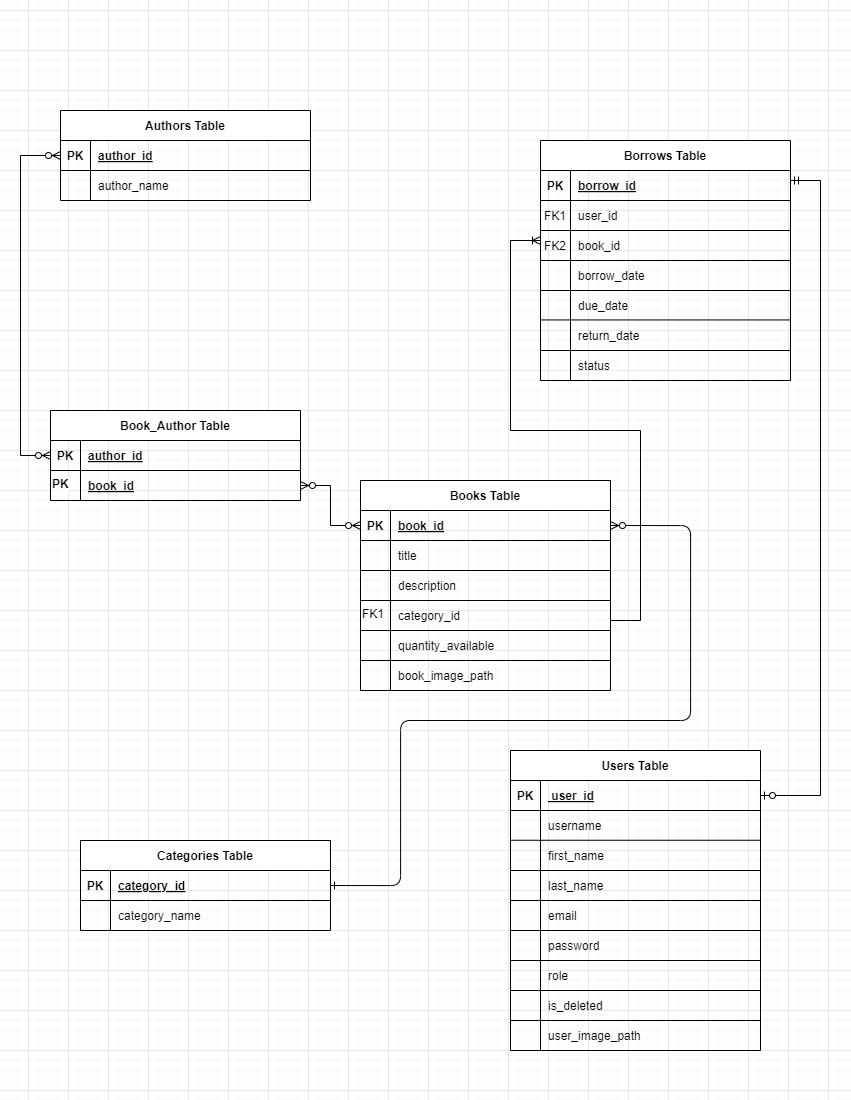 Authors Table
PK author_id
author_name
Borrows Table
PK borrow_id
FK1 user_id
FK2 book_id
borrow_date
due_date
return_date
status
Book_Author Table
PK author_id
PK book_id
Books Table
PK book_id
title
description
FK1 category_id
quantity_available
book_image_path
Users Table
PK user_id
username
first_name
last_name
email
password
role
is_deleted
user_image_path
Categories Table
PK category_id
category_name